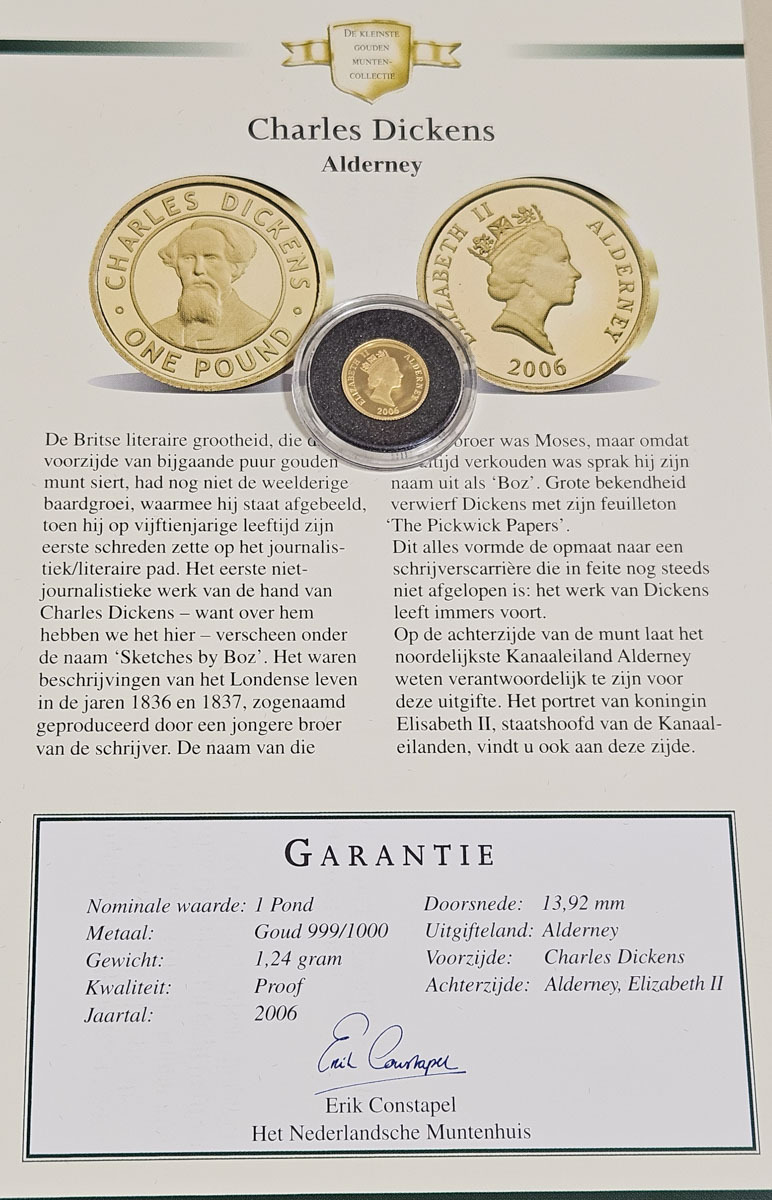 DE KLEINSTE
GOUDEN
MUNTEN-
COLLECTIE
Charles Dickens
Alderney
CHARLES DICKENS
ONE POUND
ELIZABETH II
ALDERNEY
2006
ELIZABETH II
ALDERNEY
2006
De Britse literaire grootheid, die
voorzijde van bijgaande puur gouden
munt siert, had nog niet de weelderige
baardgroei, waarmee hij staat afgebeeld,
toen hij op vijftienjarige leeftijd zijn
eerste schreden zette op het journalis-
tiek/literaire pad. Het eerste niet-
journalistieke werk van de hand van
Charles Dickens – want over hem
hebben we het hier – verscheen onder
de naam ‘Sketches by Boz’. Het waren
beschrijvingen van het Londense leven
in de jaren 1836 en 1837, zogenaamd
geproduceerd door een jongere broer
van de schrijver. De naam van die
broer was Moses, maar omdat
verkouden was sprak hij zijn
naam uit als ‘Boz’. Grote bekendheid
verwierf Dickens met zijn feuilleton
‘The Pickwick Papers’.
Dit alles vormde de opmaat naar een
schrijverscarrière die in feite nog steeds
niet afgelopen is: het werk van Dickens
leeft immers voort.
Op de achterzijde van de munt laat het
noordelijkste Kanaaleiland Alderney
weten verantwoordelijk te zijn voor
deze uitgifte. Het portret van koningin
Elisabeth II, staatshoofd van de Kanaal-
eilanden, vindt u ook aan deze zijde.
GARANTIE
Nominale waarde: 1 Pond
Metaal: Goud 999/1000
Gewicht: 1,24 gram
Kwaliteit: Proof
Jaartal: 2006
Doorsnede: 13,92 mm
Uitgifteland: Alderney
Voorzijde: Charles Dickens
Achterzijde: Alderney, Elizabeth II
Erik Constapel
Erik Constapel
Het Nederlandsche Muntenhuis